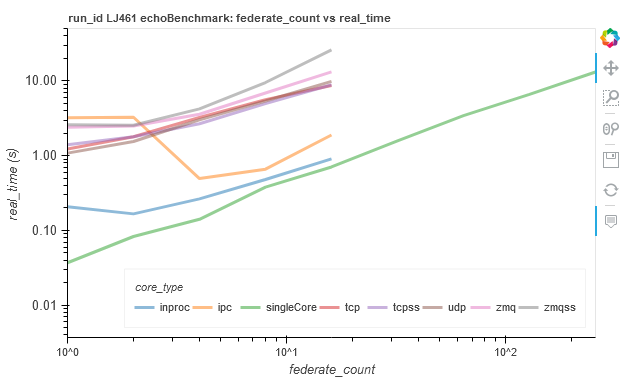 run_id LJ461 echoBenchmark: federate_count vs real_time
10.00
1.00
0.10
0.01
real_time (s)
core_type
inproc ipc singleCore tcp tcpss udp zmq zmqss
10^0 10^1 10^2
federate_count